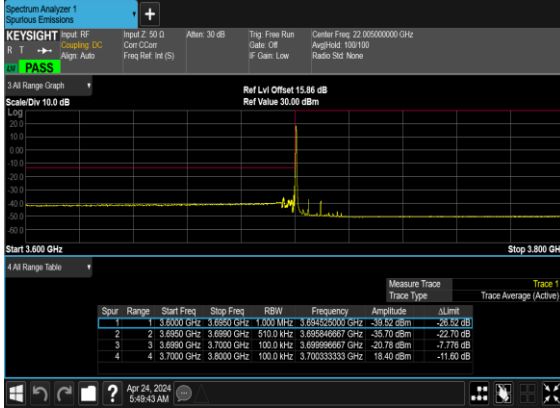 Spectrum Analyzer 1
Spurious Emissions
+
KEYSIGHT Input: RF Input Z: 50 Ω Atten: 30 dB Trig: Free Run Center Freq: 22.005000000 GHz
R T Coupling: DC Corr CCorr Gate: Off Avg|Hold: 100/100
Align: Auto Freq Ref: Int (S) IF Gain: Low Radio Std: None
PASS
3 All Range Graph
Ref Lvl Offset 15.86 dB
Scale/Div 10.0 dB Ref Value 30.00 dBm
Log
20.0
10.0
0.00
-10.0
-20.0
-30.0
-40.0
-50.0
-60.0
Start 3.600 GHz Stop 3.800 GHz
4 All Range Table
Measure Trace Trace 1
Trace Type Trace Average (Active)
Spur Range Start Freq Stop Freq RBW Frequency Amplitude ΔLimit
1 1 3.6000 GHz 3.6950 GHz 1.000 MHz 3.694525000 GHz -39.52 dBm -26.52 dB
2 2 3.6950 GHz 3.6990 GHz 510.0 kHz 3.695846667 GHz -35.70 dBm -22.70 dB
3 3 3.6990 GHz 3.7000 GHz 100.0 kHz 3.699996667 GHz -20.78 dBm -7.776 dB
4 4 3.7000 GHz 3.8000 GHz 100.0 kHz 3.700333333 GHz 18.40 dBm -11.60 dB
? Apr 24, 2024
5:49:43 AM